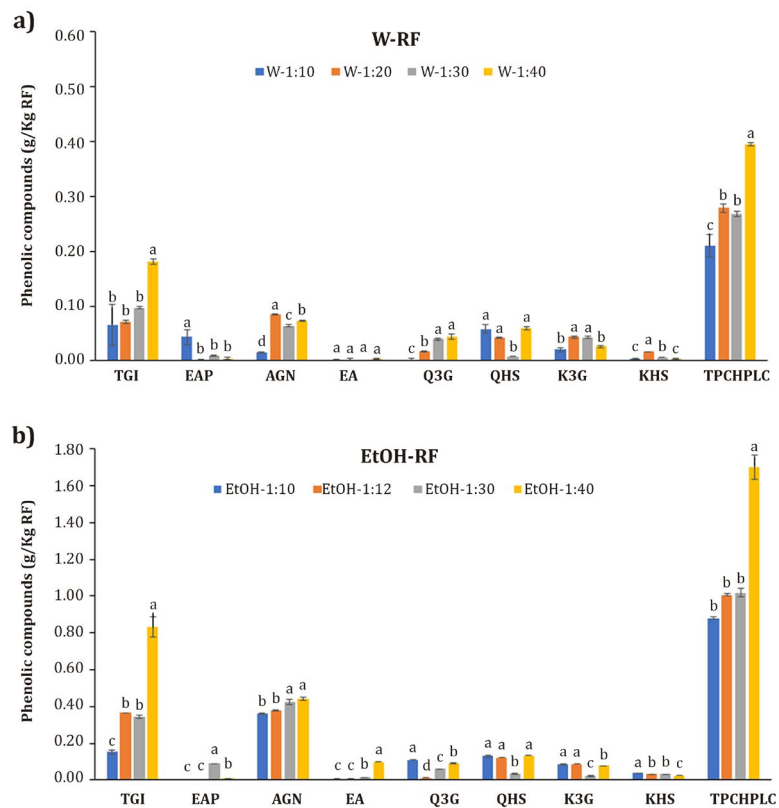 a)
W-RF
W-1:10 W-1:20 W-1:30 W-1:40
Phenolic compounds (g/Kg RF)
0.60
0.50
0.40
0.30
0.20
0.10
0.00
b b b a
a b b b
d a c b
a a a a
c b a a
a b c a
b a a b
c a b c
c b b a
TGI EAP AGN EA Q3G QHS K3G KHS TPCHPLC
b)
EtOH-RF
EtOH-1:10 EtOH-1:12 EtOH-1:30 EtOH-1:40
Phenolic compounds (g/Kg RF)
1.80
1.60
1.40
1.20
1.00
0.80
0.60
0.40
0.20
0.00
c b b a
c c a b
b b a a
c c b a
a d c b
a a b a
a a c b
a b b c
b b b a
TGI EAP AGN EA Q3G QHS K3G KHS TPCHPLC